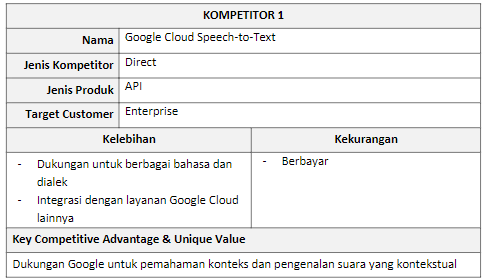 KOMPETITOR 1
Nama Google Cloud Speech-to-Text
Jenis Kompetitor Direct
Jenis Produk API
Target Customer Enterprise
Kelebihan Kekurangan
- Dukungan untuk berbagai bahasa dan - Berbayar
dialek
- Integrasi dengan layanan Google Cloud
lainnya
Key Competitive Advantage & Unique Value
Dukungan Google untuk pemahaman konteks dan pengenalan suara yang kontekstual